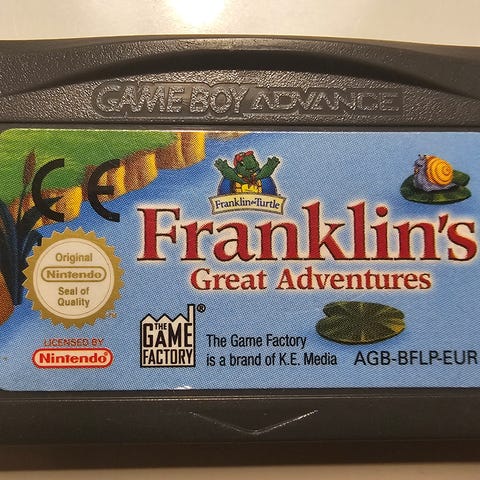 GAME BOY ADVANCE
CE
Franklin the Turtle
Franklin's
Great Adventures
Original
Nintendo
Seal of
Quality
LICENSED BY
Nintendo®
THE
GAME
FACTORY®
The Game Factory
is a brand of K.E. Media
AGB-BFLP-EUR